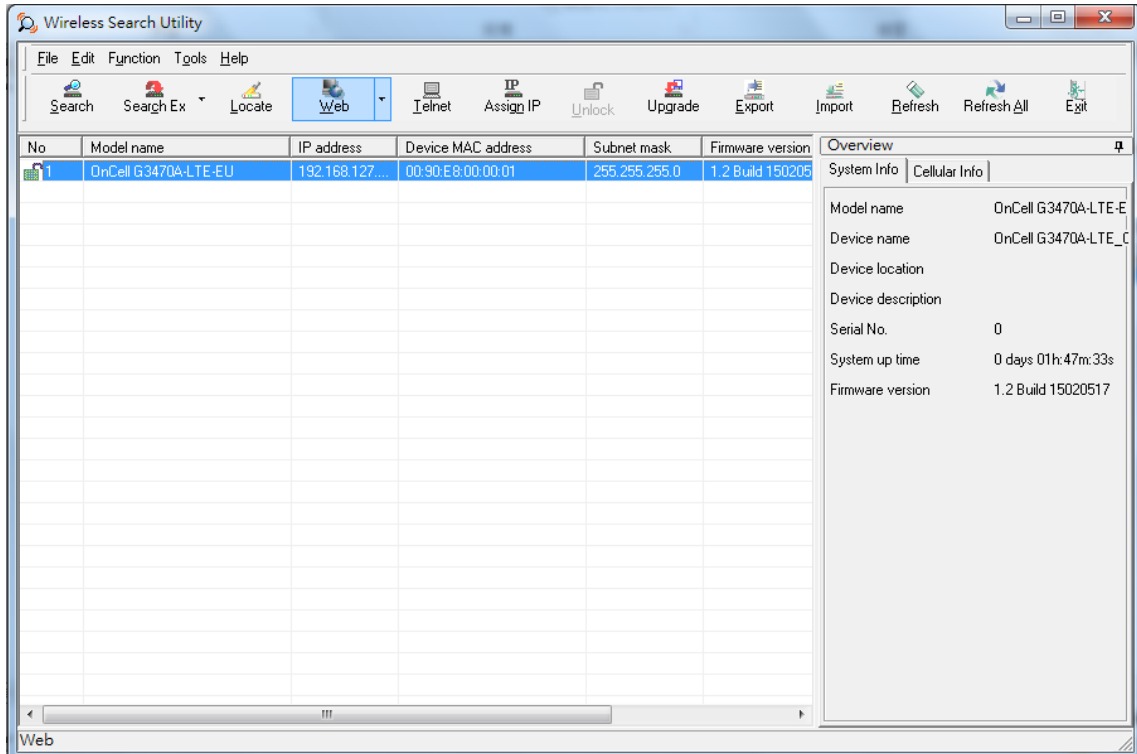 Wireless Search Utility
File Edit Function Tools Help
Search Search Ex Locate Web Telnet Assign IP Unlock Upgrade Export Import Refresh Refresh All Exit
No Model name IP address Device MAC address Subnet mask Firmware version
1 OnCell G3470A-LTE-EU 192.168.127.... 00:90:E8:00:00:01 255.255.255.0 1.2 Build 150205
Overview
System Info Cellular Info
Model name OnCell G3470A-LTE-E
Device name OnCell G3470A-LTE_
Device location
Device description
Serial No. 0
System up time 0 days 01h:47m:33s
Firmware version 1.2 Build 15020517
Web